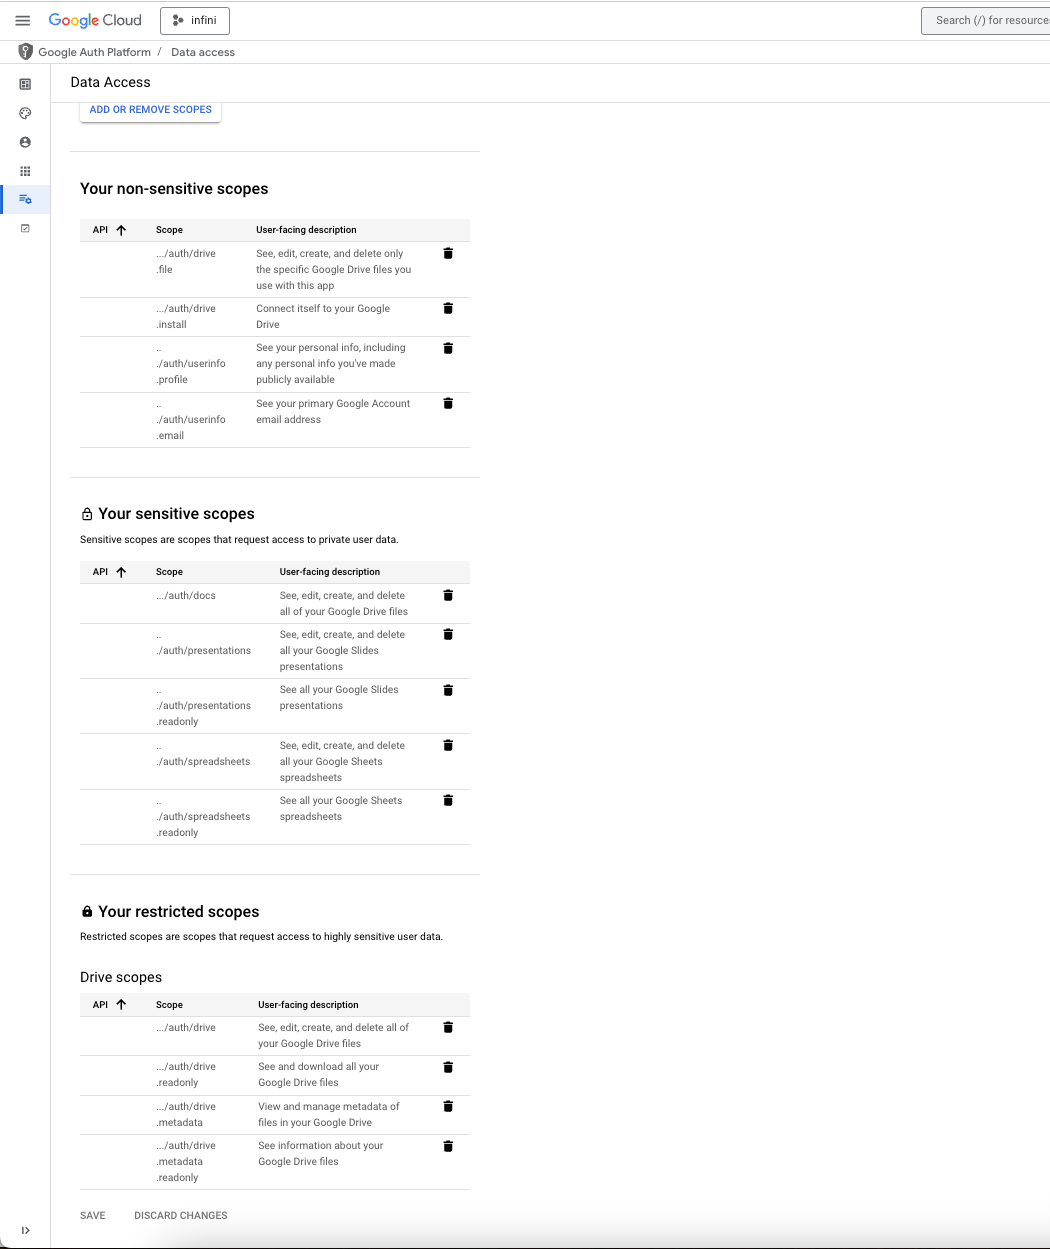 Google Cloud
infini
Search (/) for resource
Google Auth Platform / Data access
Data Access
ADD OR REMOVE SCOPES
Your non-sensitive scopes
API Scope User-facing description
.../auth/drive
.file
See, edit, create, and delete only
the specific Google Drive files you
use with this app
.../auth/drive
.install
Connect itself to your Google
Drive
..
./auth/userinfo
.profile
See your personal info, including
any personal info you've made
publicly available
..
./auth/userinfo
.email
See your primary Google Account
email address
Your sensitive scopes
Sensitive scopes are scopes that request access to private user data.
API Scope User-facing description
.../auth/docs
See, edit, create, and delete
all of your Google Drive files
..
./auth/presentations
See, edit, create, and delete
all your Google Slides
presentations
..
./auth/presentations
.readonly
See all your Google Slides
presentations
..
./auth/spreadsheets
See, edit, create, and delete
all your Google Sheets
spreadsheets
..
./auth/spreadsheets
.readonly
See all your Google Sheets
spreadsheets
Your restricted scopes
Restricted scopes are scopes that request access to highly sensitive user data.
Drive scopes
API Scope User-facing description
.../auth/drive
See, edit, create, and delete all of
your Google Drive files
.../auth/drive
.readonly
See and download all your
Google Drive files
.../auth/drive
.metadata
View and manage metadata of
files in your Google Drive
.../auth/drive
.metadata
.readonly
See information about your
Google Drive files
SAVE DISCARD CHANGES